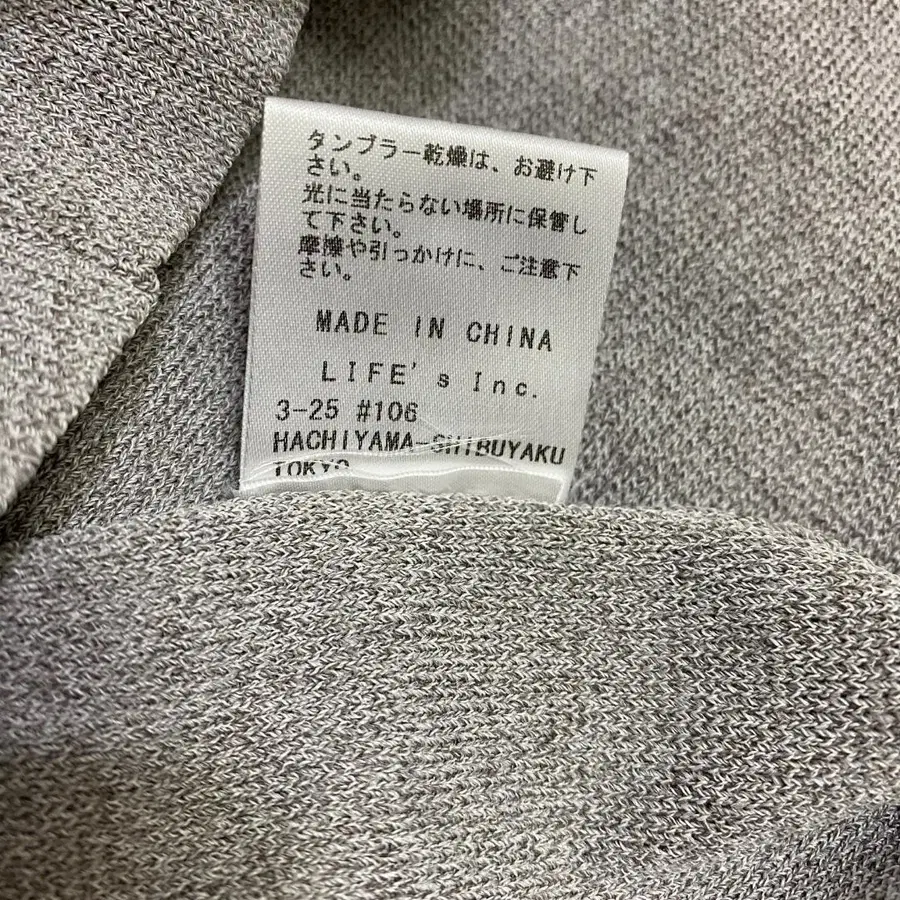 タンブラー乾燥は、お避け下
さい。
光に当たらない場所に保管し
て下さい。
摩擦や引っかけに、ご注意下
さい。
MADE IN CHINA
LIFE's Inc.
3-25 #106
HACHIYAMA-SHIBUYAKU
TOKYO